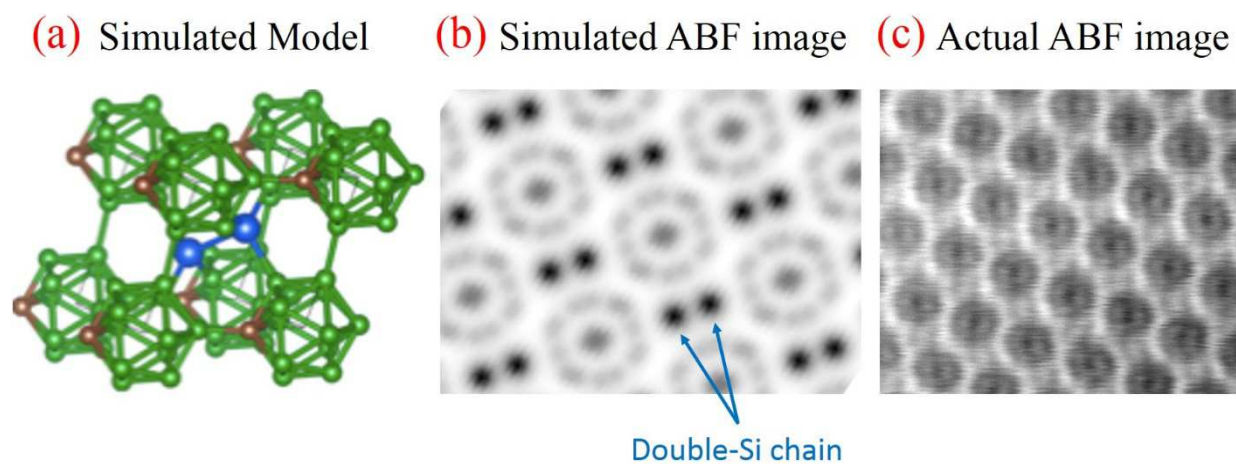 (a) Simulated Model
(b) Simulated ABF image
(c) Actual ABF image
Double-Si chain